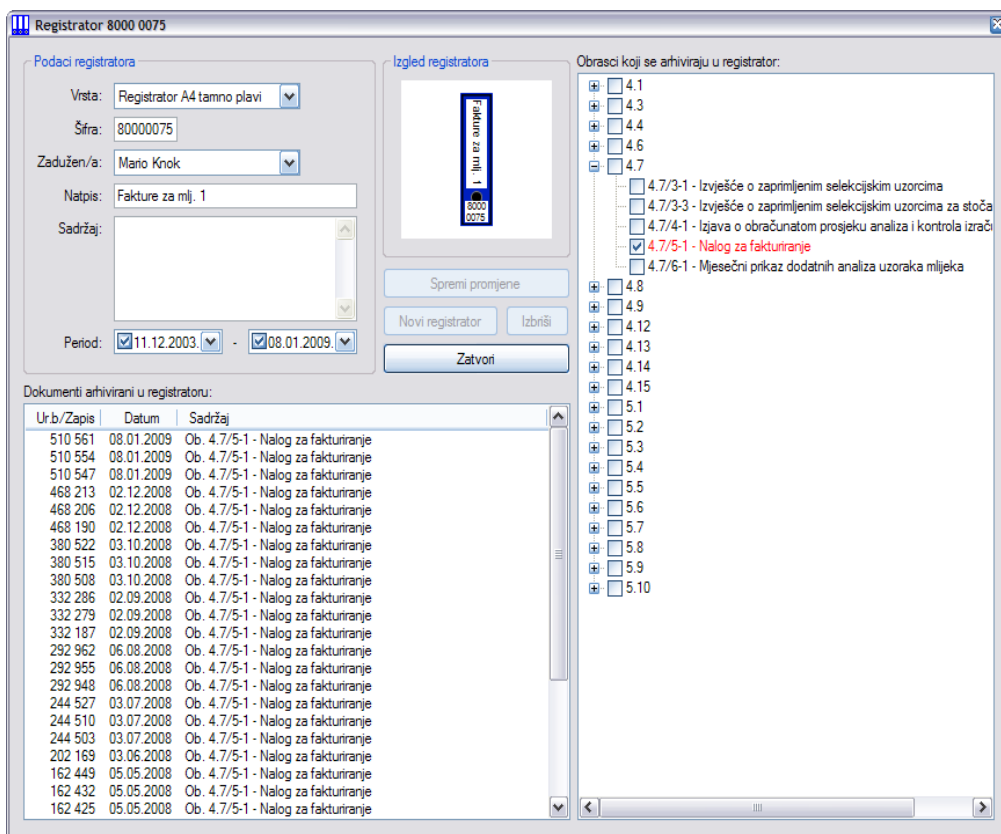 Registrator 8000 0075
Podaci registratora
Vrsta: Registrator A4 tamno plavi
Šifra: 80000075
Zadužen/a: Mario Knok
Natpis: Fakture za mlj. 1
Sadržaj:
Period: 11.12.2003. - 08.01.2009.
Izgled registratora
Fakture za mlj. 1
8000
0075
Spremi promjene
Novi registrator Izbriši
Zatvori
Obrasci koji se arhiviraju u registrator:
4.1
4.3
4.4
4.6
4.7
4.7/3-1 - Izvješće o zaprimljenim selekcijskim uzorcima
4.7/3-3 - Izvješće o zaprimljenim selekcijskim uzorcima za stoča
4.7/4-1 - Izjava o obračunatom prosjeku analiza i kontrola izraču
4.7/5-1 - Nalog za fakturiranje
4.7/6-1 - Mjesečni prikaz dodatnih analiza uzoraka mlijeka
4.8
4.9
4.12
4.13
4.14
4.15
5.1
5.2
5.3
5.4
5.5
5.6
5.7
5.8
5.9
5.10
Dokumenti arhivirani u registratoru:
Ur.b/Zapis Datum Sadržaj
510 561 08.01.2009 Ob. 4.7/5-1 - Nalog za fakturiranje
510 554 08.01.2009 Ob. 4.7/5-1 - Nalog za fakturiranje
510 547 08.01.2009 Ob. 4.7/5-1 - Nalog za fakturiranje
468 213 02.12.2008 Ob. 4.7/5-1 - Nalog za fakturiranje
468 206 02.12.2008 Ob. 4.7/5-1 - Nalog za fakturiranje
468 190 02.12.2008 Ob. 4.7/5-1 - Nalog za fakturiranje
380 522 03.10.2008 Ob. 4.7/5-1 - Nalog za fakturiranje
380 515 03.10.2008 Ob. 4.7/5-1 - Nalog za fakturiranje
380 508 03.10.2008 Ob. 4.7/5-1 - Nalog za fakturiranje
332 286 02.09.2008 Ob. 4.7/5-1 - Nalog za fakturiranje
332 279 02.09.2008 Ob. 4.7/5-1 - Nalog za fakturiranje
332 187 02.09.2008 Ob. 4.7/5-1 - Nalog za fakturiranje
292 962 06.08.2008 Ob. 4.7/5-1 - Nalog za fakturiranje
292 955 06.08.2008 Ob. 4.7/5-1 - Nalog za fakturiranje
292 948 06.08.2008 Ob. 4.7/5-1 - Nalog za fakturiranje
244 527 03.07.2008 Ob. 4.7/5-1 - Nalog za fakturiranje
244 510 03.07.2008 Ob. 4.7/5-1 - Nalog za fakturiranje
244 503 03.07.2008 Ob. 4.7/5-1 - Nalog za fakturiranje
202 169 03.06.2008 Ob. 4.7/5-1 - Nalog za fakturiranje
162 449 05.05.2008 Ob. 4.7/5-1 - Nalog za fakturiranje
162 432 05.05.2008 Ob. 4.7/5-1 - Nalog za fakturiranje
162 425 05.05.2008 Ob. 4.7/5-1 - Nalog za fakturiranje